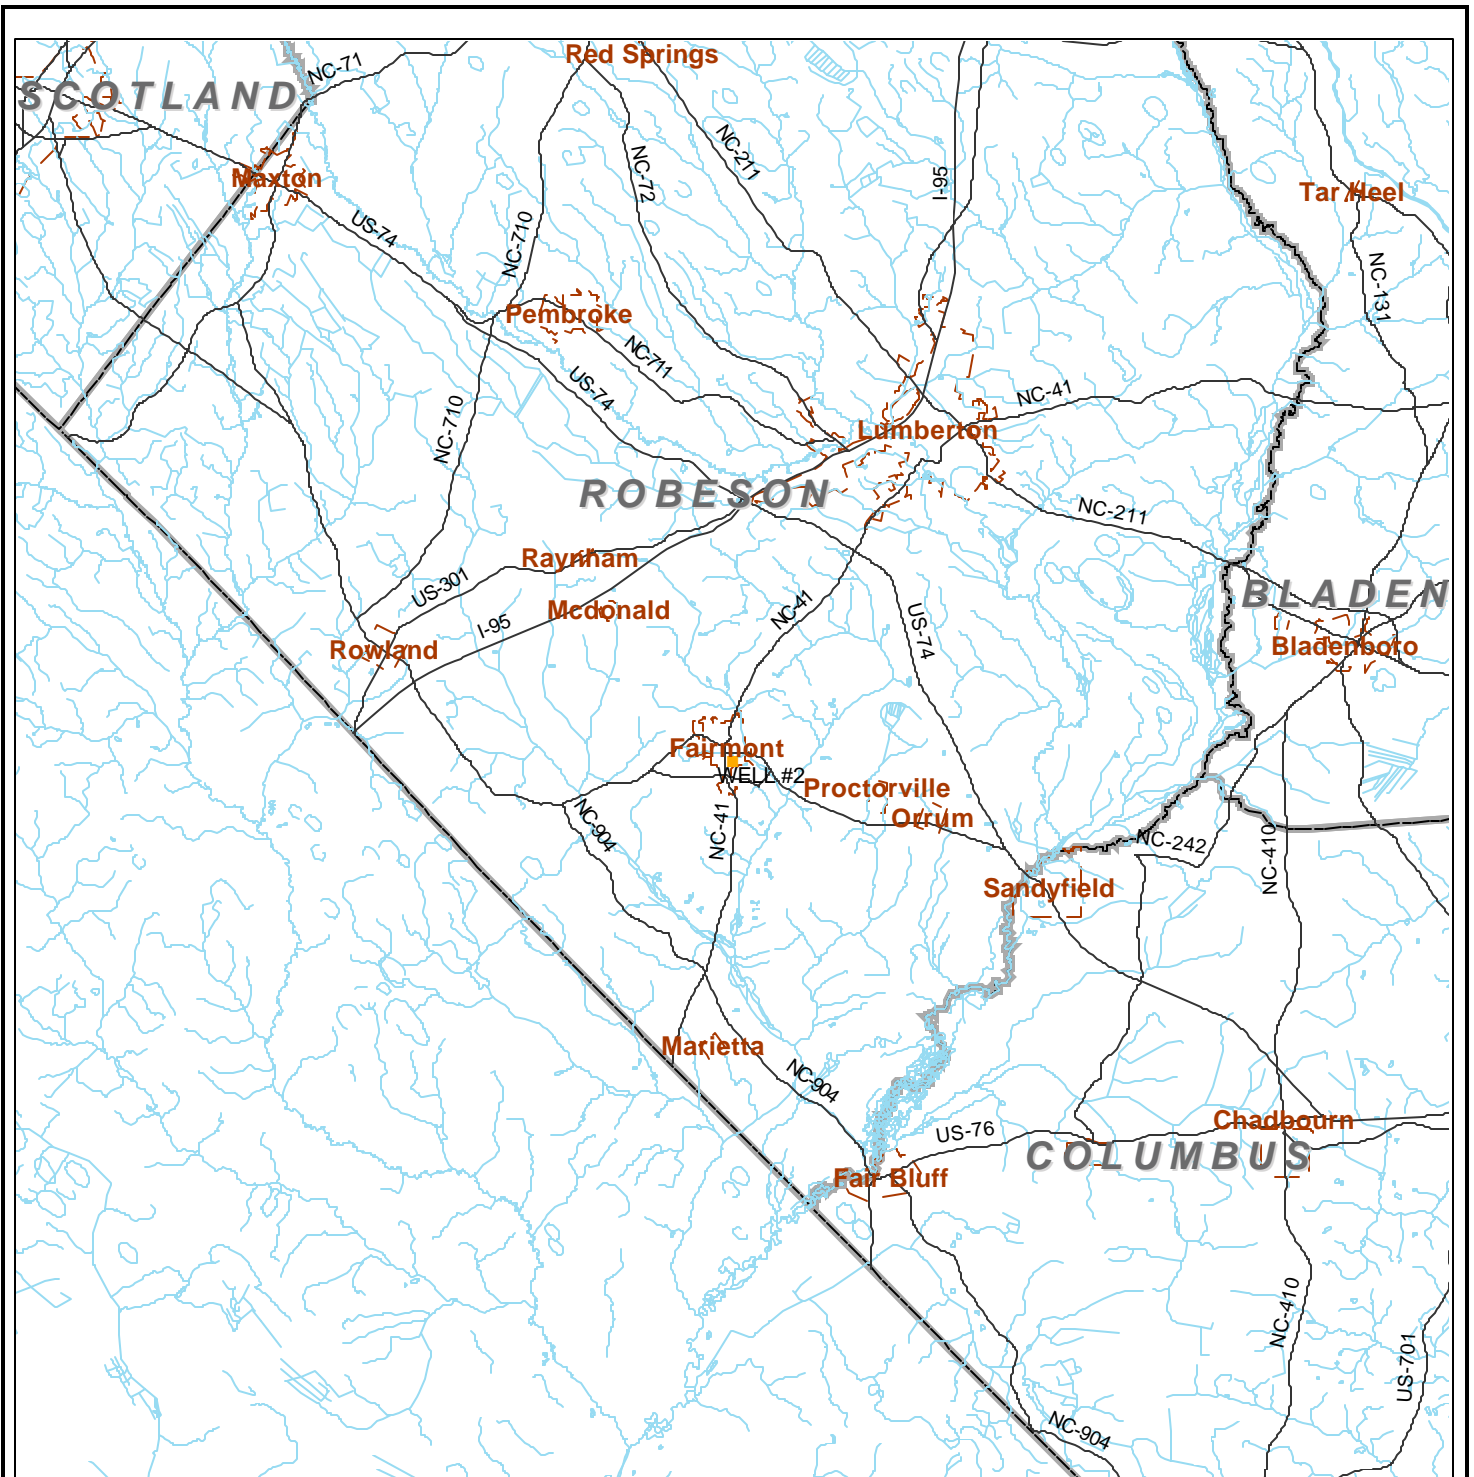 Red Springs
NC-71
SCOTLAND
NC-211
NC-72
I-95
Maxton
Tar Heel
US-74
NC-710
NC-131
Pembroke
NC-711
US-74
NC-41
NC-710
Lumberton
ROBESON
NC-211
Raynham
US-301
BLADEN
Mcdonald
NC-41
I-95
US-74
Rowland
Bladenboro
Fairmont
WELL #2
Proctorville
Orrum
NC-904
NC-41
NC-242
NC-410
Sandyfield
Marietta
NC-904
Chadbourn
US-76
COLUMBUS
Fair Bluff
NC-410
US-701
NC-904